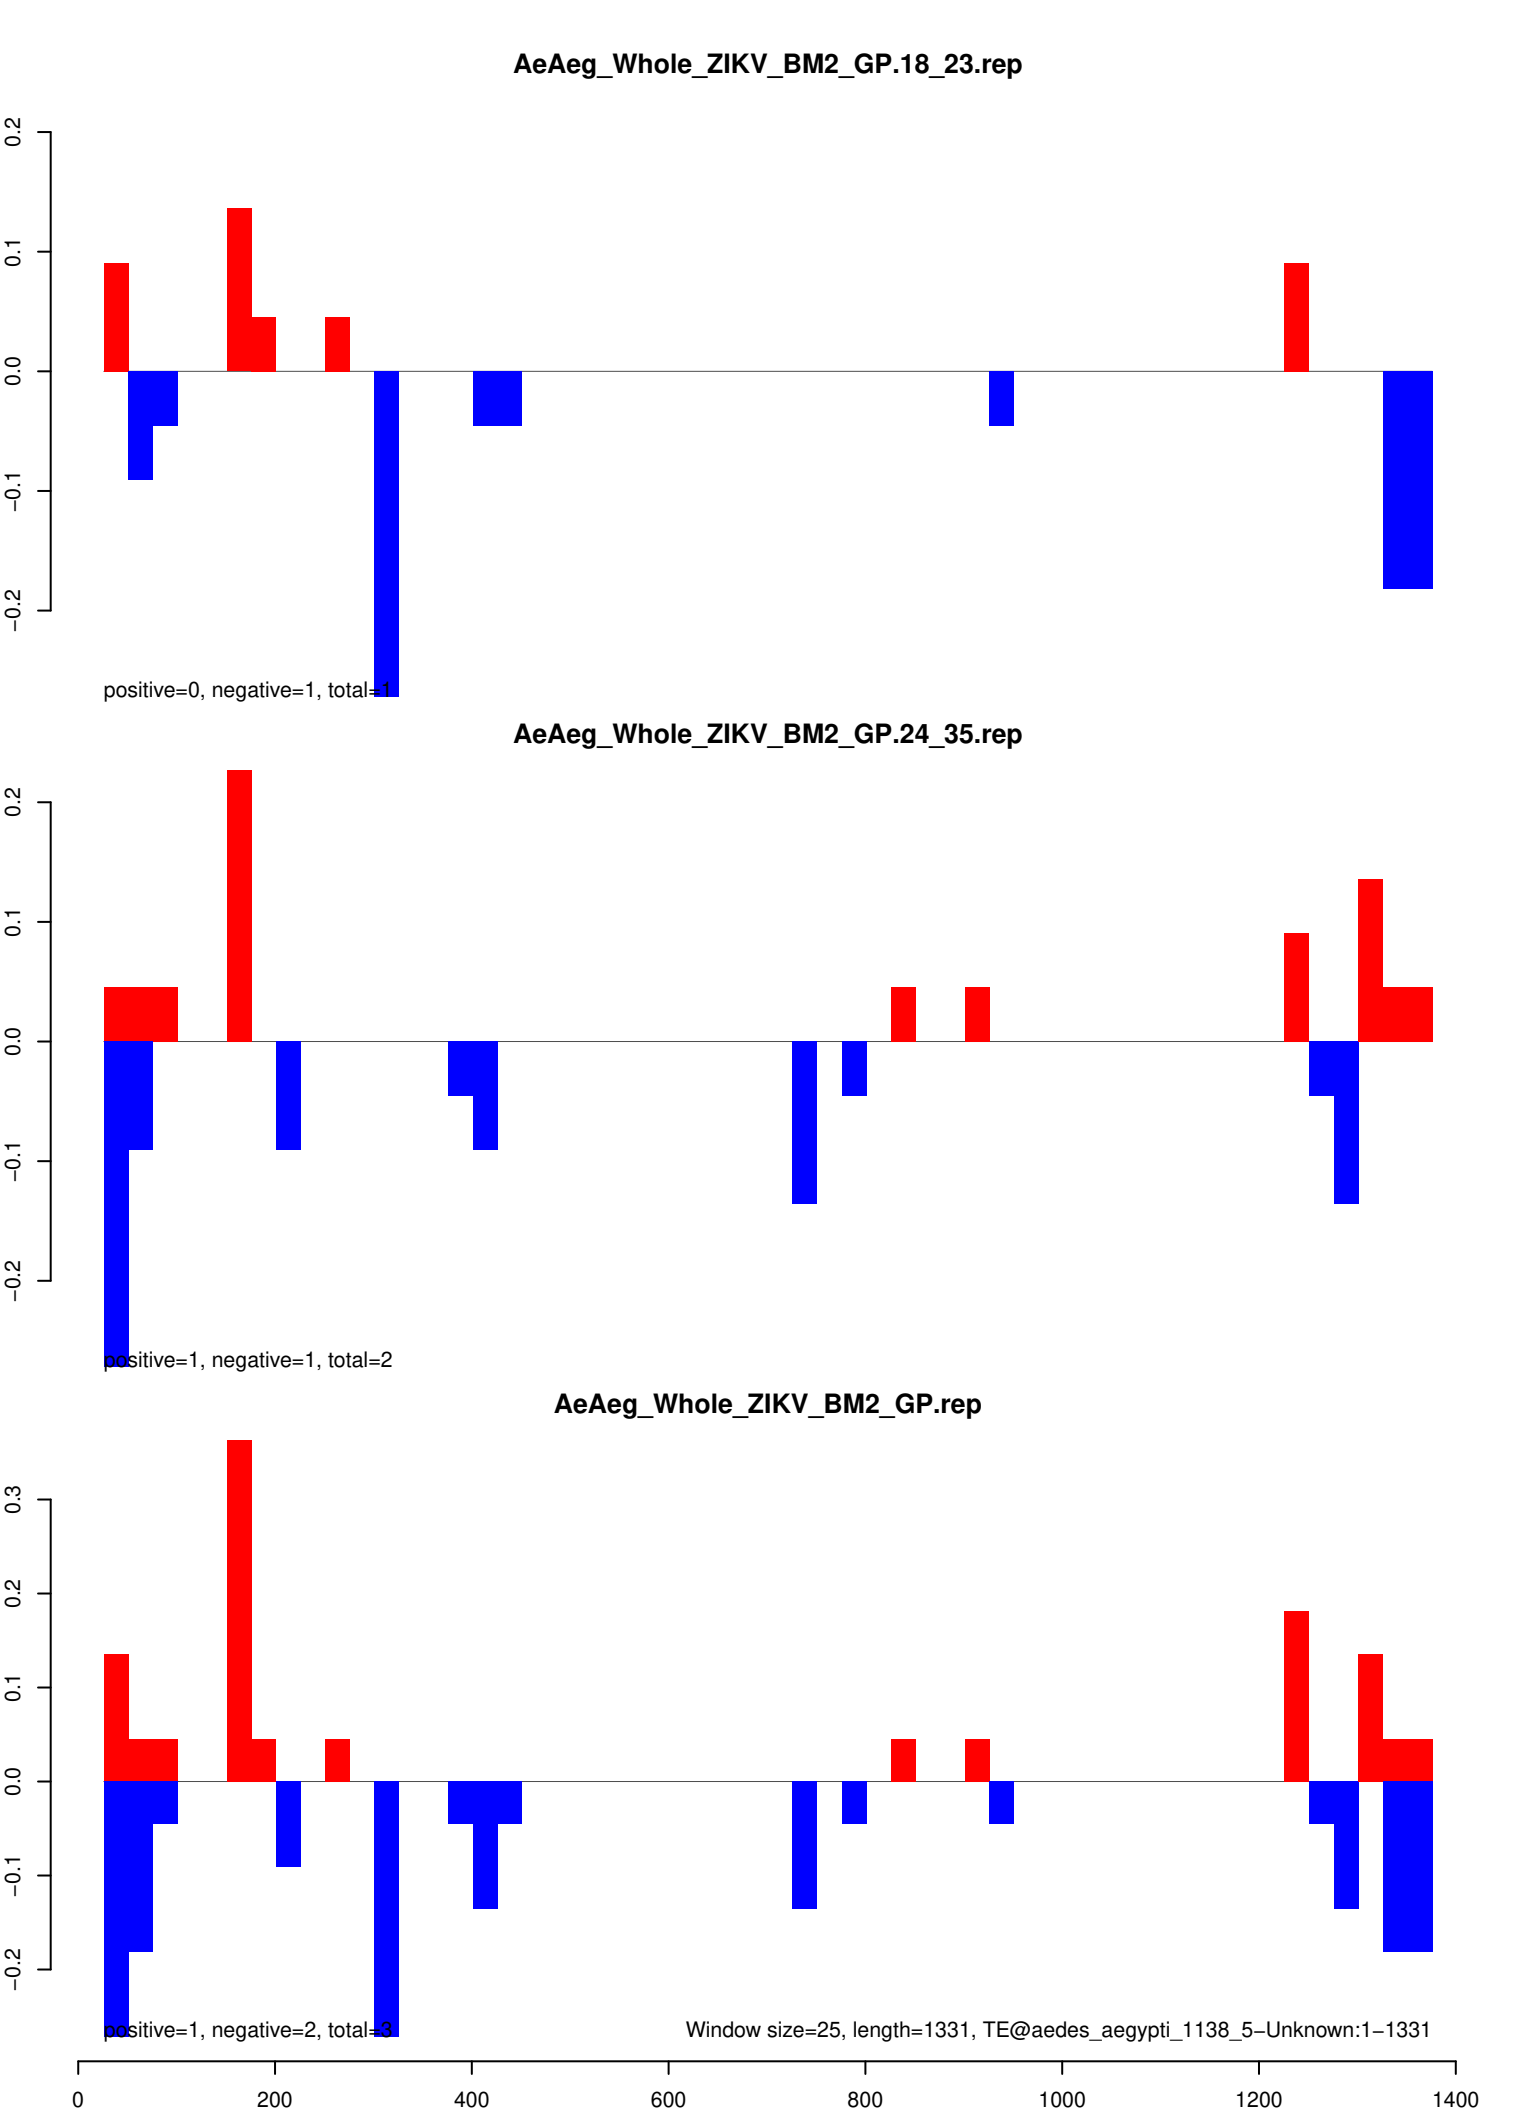 AeAeg_Whole_ZIKV_BM2_GP.18_23.rep
0.2
0.1
0.0
−0.1
−0.2
positive=0, negative=1, total=1
AeAeg_Whole_ZIKV_BM2_GP.24_35.rep
0.2
0.1
0.0
−0.1
−0.2
positive=1, negative=1, total=2
AeAeg_Whole_ZIKV_BM2_GP.rep
0.3
0.2
0.1
0.0
−0.1
−0.2
positive=1, negative=2, total=3
Window size=25, length=1331, TE@aedes_aegypti_1138_5−Unknown:1−1331
0 200 400 600 800 1000 1200 1400